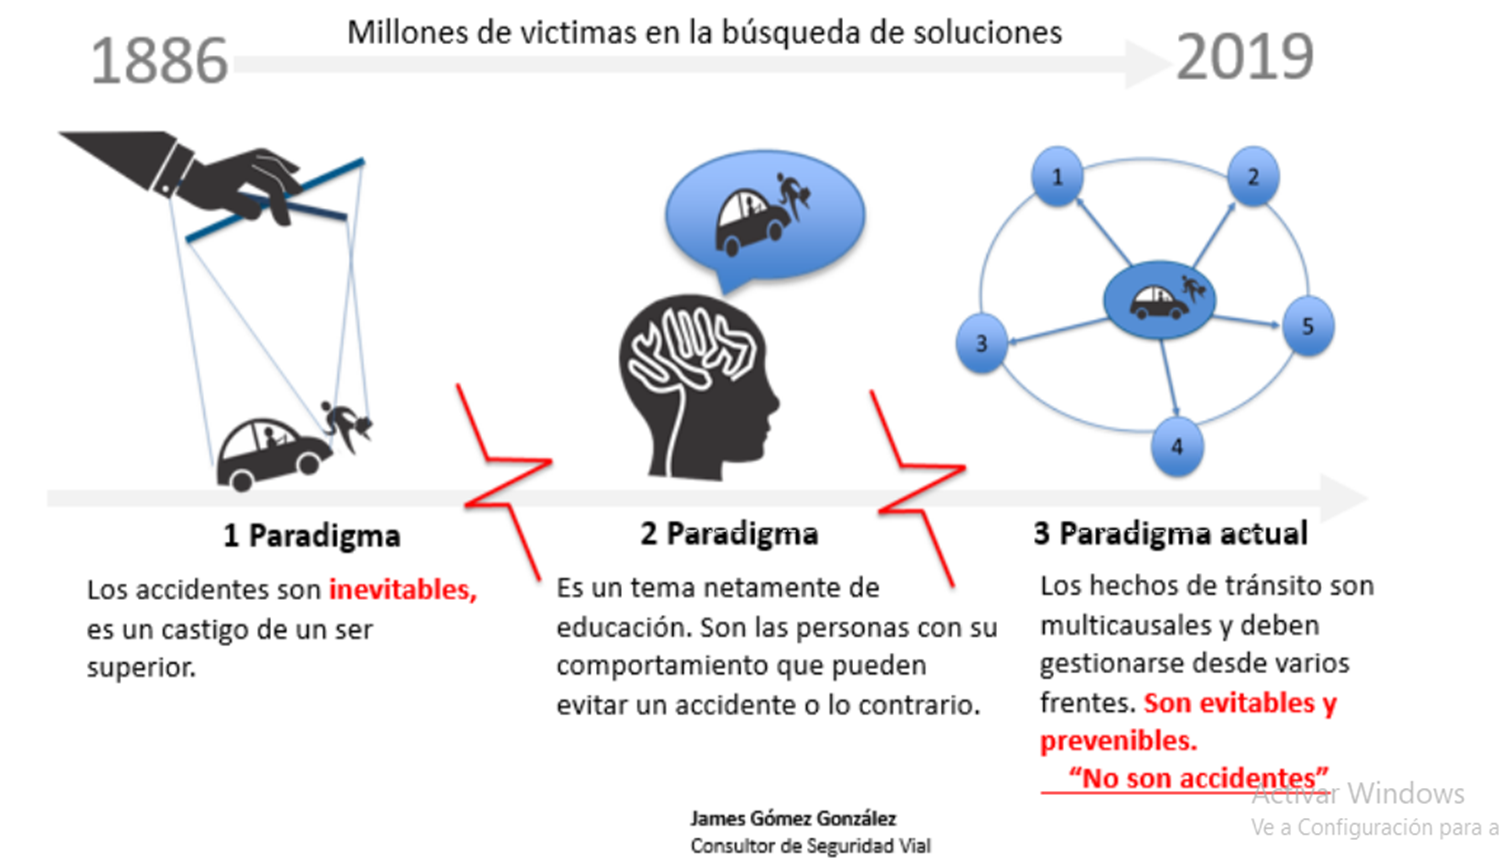 Millones de victimas en la búsqueda de soluciones
1886
2019
1
2
3
5
4
1 Paradigma
Los accidentes son inevitables,
es un castigo de un ser
superior.
2 Paradigma
Es un tema netamente de
educación. Son las personas con su
comportamiento que pueden
evitar un accidente o lo contrario.
3 Paradigma actual
Los hechos de tránsito son
multicausales y deben
gestionarse desde varios
frentes. Son evitables y
prevenibles.
“No son accidentes”
Activar Windows
Ve a Configuración para a
James Gómez González
Consultor de Seguridad Vial